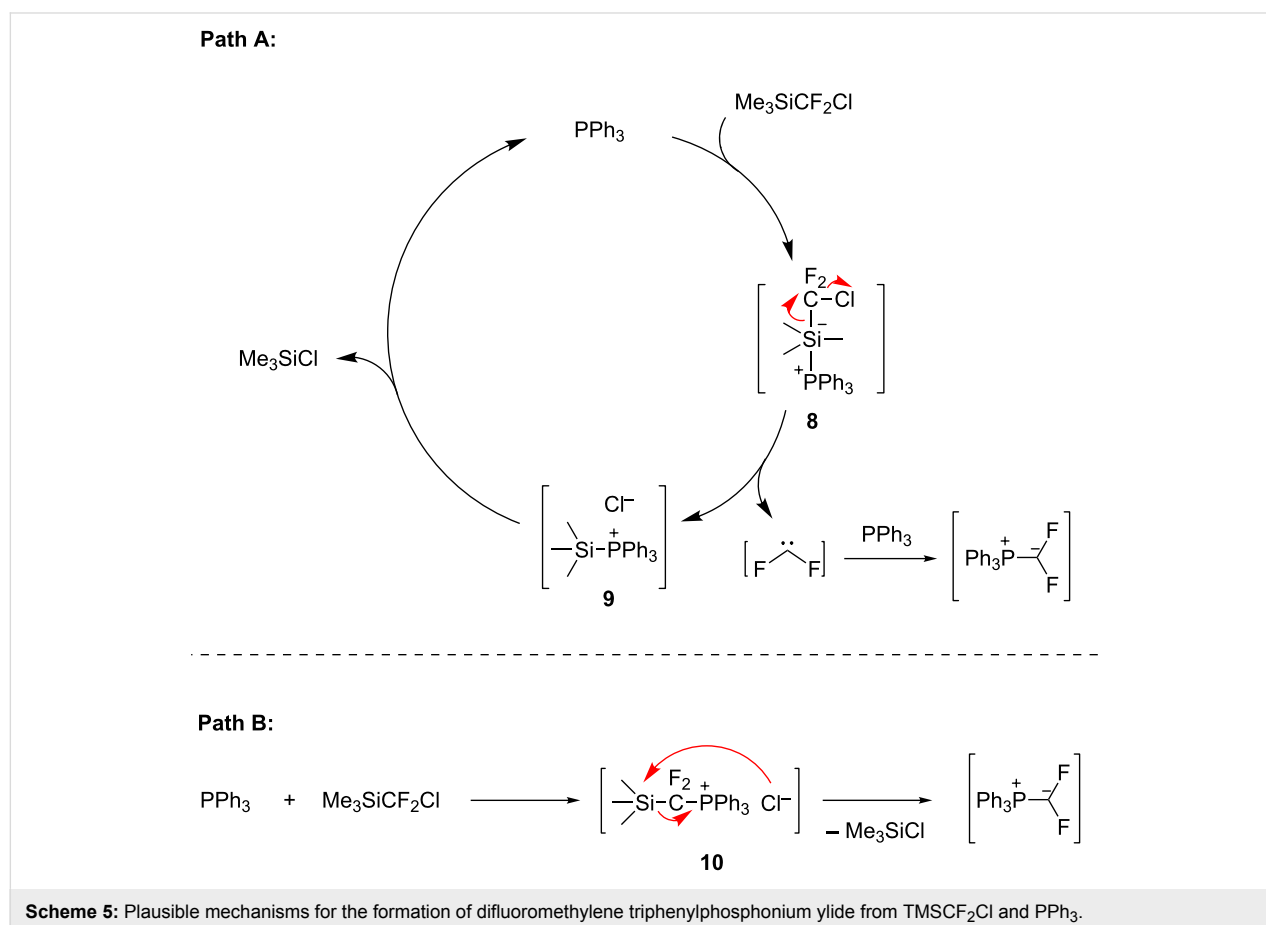 Path A:
Me₃SiCF₂Cl
PPh₃
F₂
C–Cl
Si⁻
⁺PPh₃
8
Me₃SiCl
Cl⁻
Si–P⁺Ph₃
9
F F
PPh₃
Ph₃P⁺ – F
F
Path B:
F₂
PPh₃ + Me₃SiCF₂Cl Si–C–P⁺Ph₃ Cl⁻ Ph₃P⁺ – F
F
– Me₃SiCl
10
Scheme 5: Plausible mechanisms for the formation of difluoromethylene triphenylphosphonium ylide from TMSCF₂Cl and PPh₃.